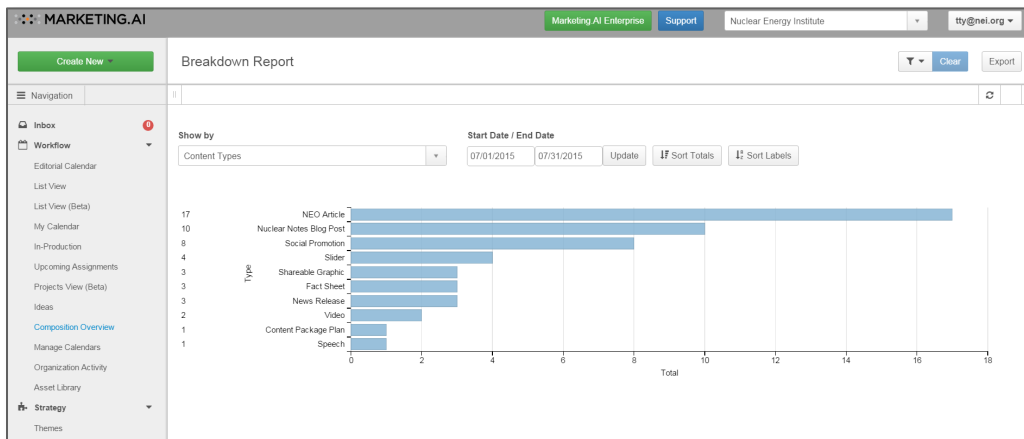 MARKETING.AI
Marketing.AI Enterprise
Support
Nuclear Energy Institute
tty@nei.org
Create New
Breakdown Report
Clear
Export
Navigation
Inbox
0
Workflow
Editorial Calendar
List View
List View (Beta)
My Calendar
In-Production
Upcoming Assignments
Projects View (Beta)
Ideas
Composition Overview
Manage Calendars
Organization Activity
Asset Library
Strategy
Themes
Show by
Start Date / End Date
Content Types
07/01/2015
07/31/2015
Update
Sort Totals
Sort Labels
17 NEO Article
10 Nuclear Notes Blog Post
8 Social Promotion
4 Slider
3 Shareable Graphic
3 Fact Sheet
3 News Release
2 Video
1 Content Package Plan
1 Speech
Type
0 2 4 6 8 10 12 14 16 18
Total